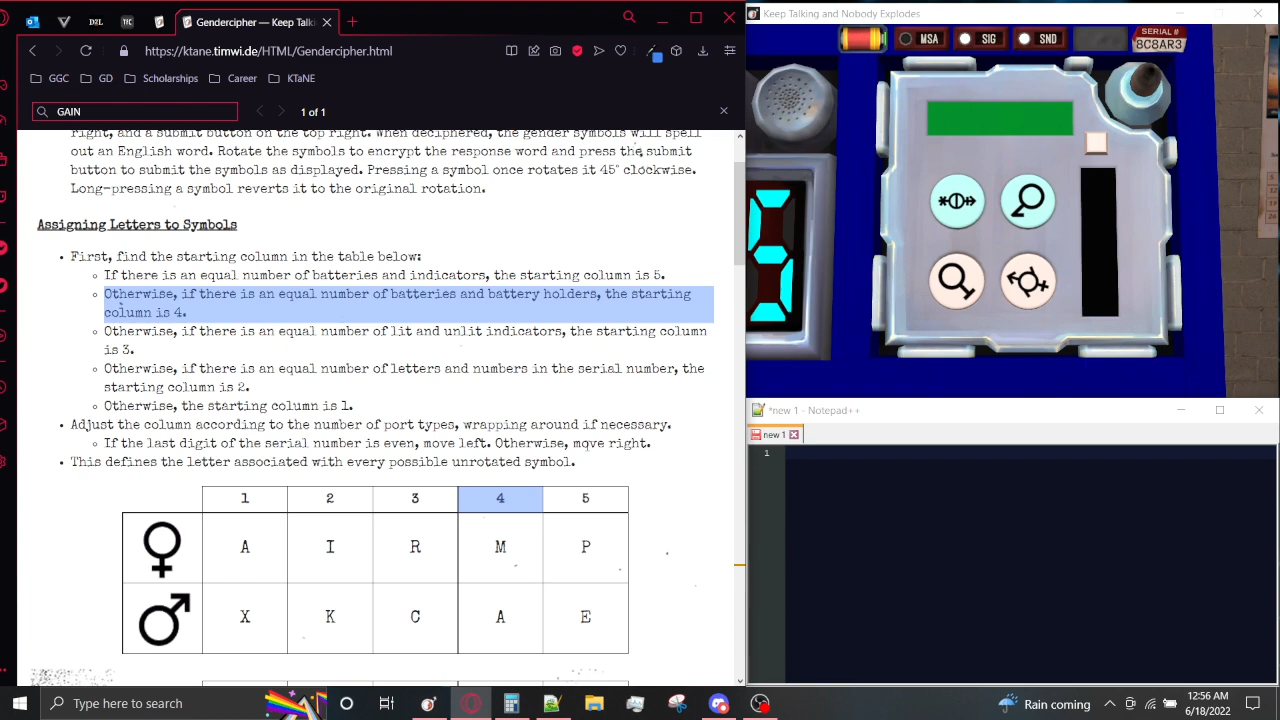 Gendercipher — Keep Talk
https://ktane.timwi.de/HTML/Gendercipher.html
GGC
GD
Scholarships
Career
KTaNE
GAIN
1 of 1
right, and a submit button on the top right. When deciphered, the gender symbols will spell
out an English word. Rotate the symbols to encrypt the response word and press the submit
button to submit the symbols as displayed. Pressing a symbol once rotates it 45° clockwise.
Long-pressing a symbol reverts it to the original rotation.
Assigning Letters to Symbols
• First, find the starting column in the table below:
◦ If there is an equal number of batteries and indicators, the starting column is 5.
◦ Otherwise, if there is an equal number of batteries and battery holders, the starting
column is 4.
◦ Otherwise, if there is an equal number of lit and unlit indicators, the starting column
is 3.
◦ Otherwise, if there is an equal number of letters and numbers in the serial number, the
starting column is 2.
◦ Otherwise, the starting column is 1.
• Adjust the column according to the number of port types, wrapping around if necessary.
◦ If the last digit of the serial number is even, move left. Otherwise, move right.
• This defines the letter associated with every possible unrotated symbol.
1 2 3 4 5
♀ A I R M P
♂ X K C A E
Keep Talking and Nobody Explodes
MSA
SIG
SND
SERIAL #
8C8AR3
*new 1 - Notepad++
new 1
1
Type here to search
Rain coming
12:56 AM
6/18/2022